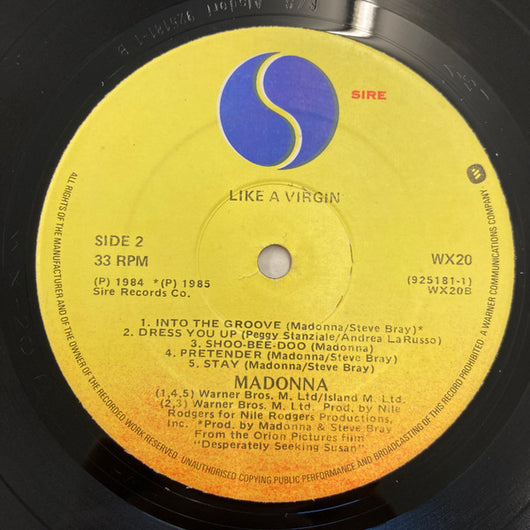 SIRE
LIKE A VIRGIN
SIDE 2
33 RPM
WX20
(P) 1984 *(P) 1985
Sire Records Co.
(925181-1)
WX20B
1. INTO THE GROOVE (Madonna/Steve Bray)*
2. DRESS YOU UP (Peggy Stanziale/Andrea LaRusso)
3. SHOO-BEE-DOO (Madonna)
4. PRETENDER (Madonna/Steve Bray)
5. STAY (Madonna/Steve Bray)
MADONNA
(1,4,5) Warner Bros. M. Ltd/Island M. Ltd.
(2,3) Warner Bros. M. Ltd. Prod. by Nile
Rodgers for Nile Rodgers Productions,
Inc. *Prod. by Madonna & Steve Bray
From the Orion Pictures film
"Desperately Seeking Susan"
ALL RIGHTS OF THE MANUFACTURER AND OF THE OWNER OF THE RECORDED WORK RESERVED. UNAUTHORISED COPYING PUBLIC PERFORMANCE AND BROADCASTING OF THIS RECORD PROHIBITED. A WARNER COMMUNICATIONS COMPANY